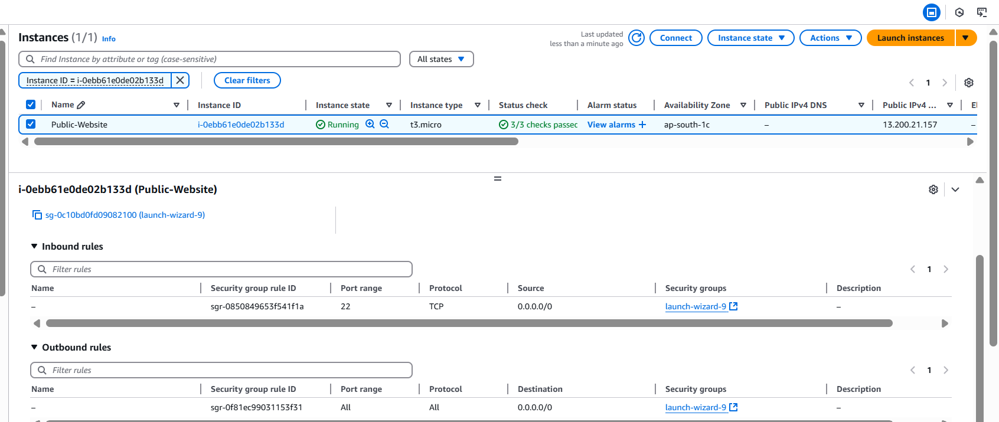 Instances (1/1) Info
Last updated
less than a minute ago
Connect
Instance state
Actions
Launch instances
Find Instance by attribute or tag (case-sensitive)
All states
Instance ID = i-0ebb61e0de02b133d
Clear filters
1
Name Instance ID Instance state Instance type Status check Alarm status Availability Zone Public IPv4 DNS Public IPv4 ... El
Public-Website i-0ebb61e0de02b133d Running t3.micro 3/3 checks passec View alarms + ap-south-1c – 13.200.21.157 –
i-0ebb61e0de02b133d (Public-Website)
sg-0c10bd0fd09082100 (launch-wizard-9)
Inbound rules
Filter rules
1
Name Security group rule ID Port range Protocol Source Security groups Description
– sgr-0850849653f541f1a 22 TCP 0.0.0.0/0 launch-wizard-9 –
Outbound rules
Filter rules
1
Name Security group rule ID Port range Protocol Destination Security groups Description
– sgr-0f81ec99031153f31 All All 0.0.0.0/0 launch-wizard-9 –